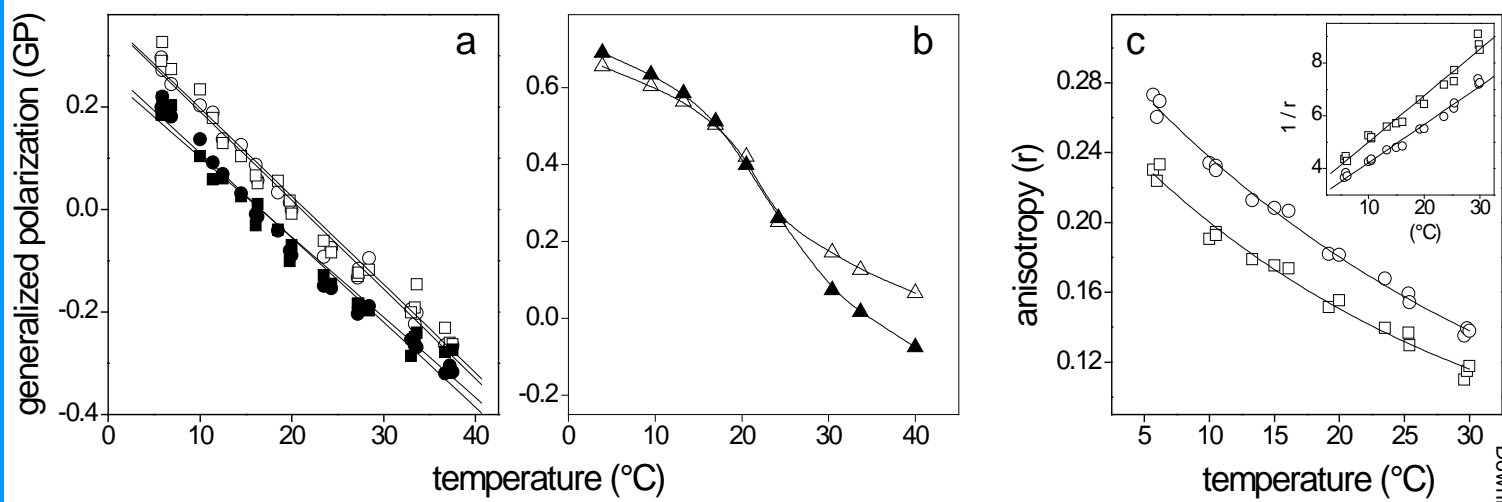 generalized polarization (GP)
a
0.2
0.0
-0.2
-0.4
0 10 20 30 40
b
0.6
0.4
0.2
0.0
-0.2
0 10 20 30 40
temperature (°C)
c
anisotropy (r)
0.28
0.24
0.20
0.16
0.12
5 10 15 20 25 30
temperature (°C)
1 / r
8
6
4
10 20 30
(°C)
Down